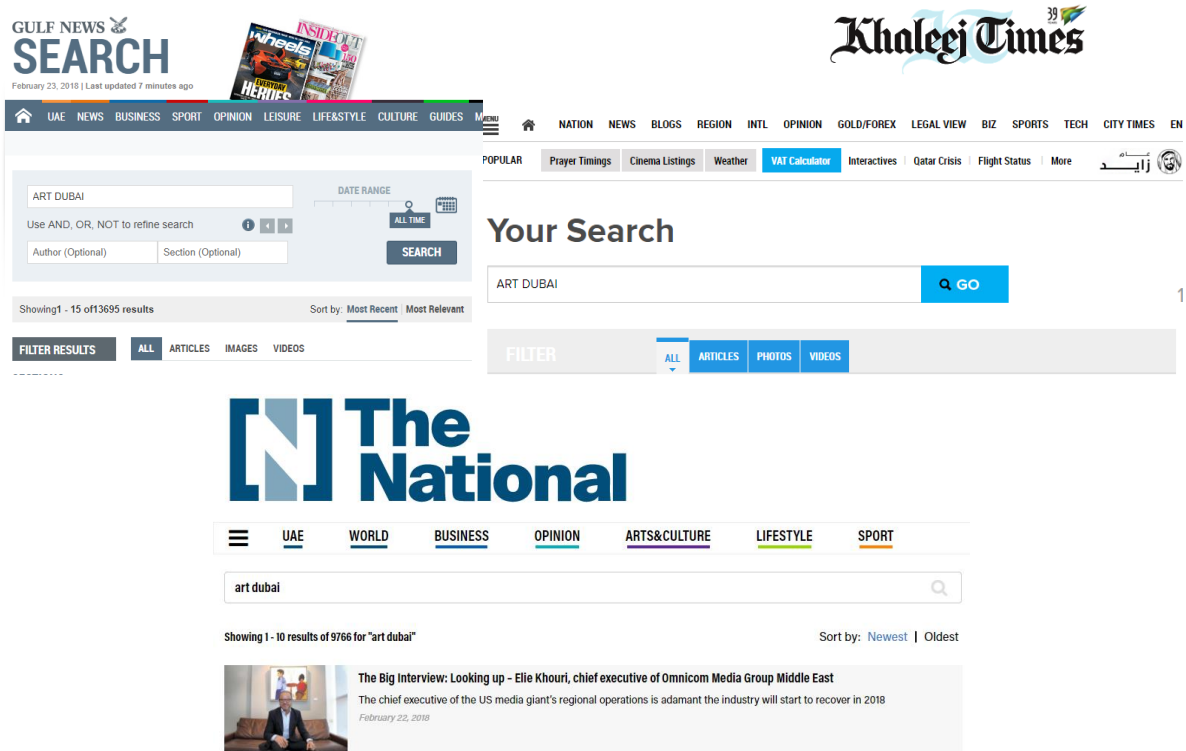 GULF NEWS
SEARCH
February 23, 2018 | Last updated 7 minutes ago
wheels
EVERYDAY
HEROES
INSIDE OUT
150
UAE NEWS BUSINESS SPORT OPINION LEISURE LIFE&STYLE CULTURE GUIDES M
ART DUBAI
Use AND, OR, NOT to refine search
Author (Optional) Section (Optional)
DATE RANGE
ALL TIME
SEARCH
Showing1 - 15 of13695 results Sort by: Most Recent | Most Relevant
FILTER RESULTS ALL ARTICLES IMAGES VIDEOS
39
Khaleej Times
MENU NATION NEWS BLOGS REGION INTL OPINION GOLD/FOREX LEGAL VIEW BIZ SPORTS TECH CITY TIMES EN
POPULAR Prayer Timings Cinema Listings Weather VAT Calculator Interactives | Qatar Crisis | Flight Status | More
عام
زايد
Your Search
ART DUBAI GO
1
FILTER ALL ARTICLES PHOTOS VIDEOS
The
National
UAE WORLD BUSINESS OPINION ARTS&CULTURE LIFESTYLE SPORT
art dubai
Showing 1 - 10 results of 9766 for "art dubai" Sort by: Newest | Oldest
The Big Interview: Looking up – Elie Khouri, chief executive of Omnicom Media Group Middle East
The chief executive of the US media giant's regional operations is adamant the industry will start to recover in 2018
February 22, 2018